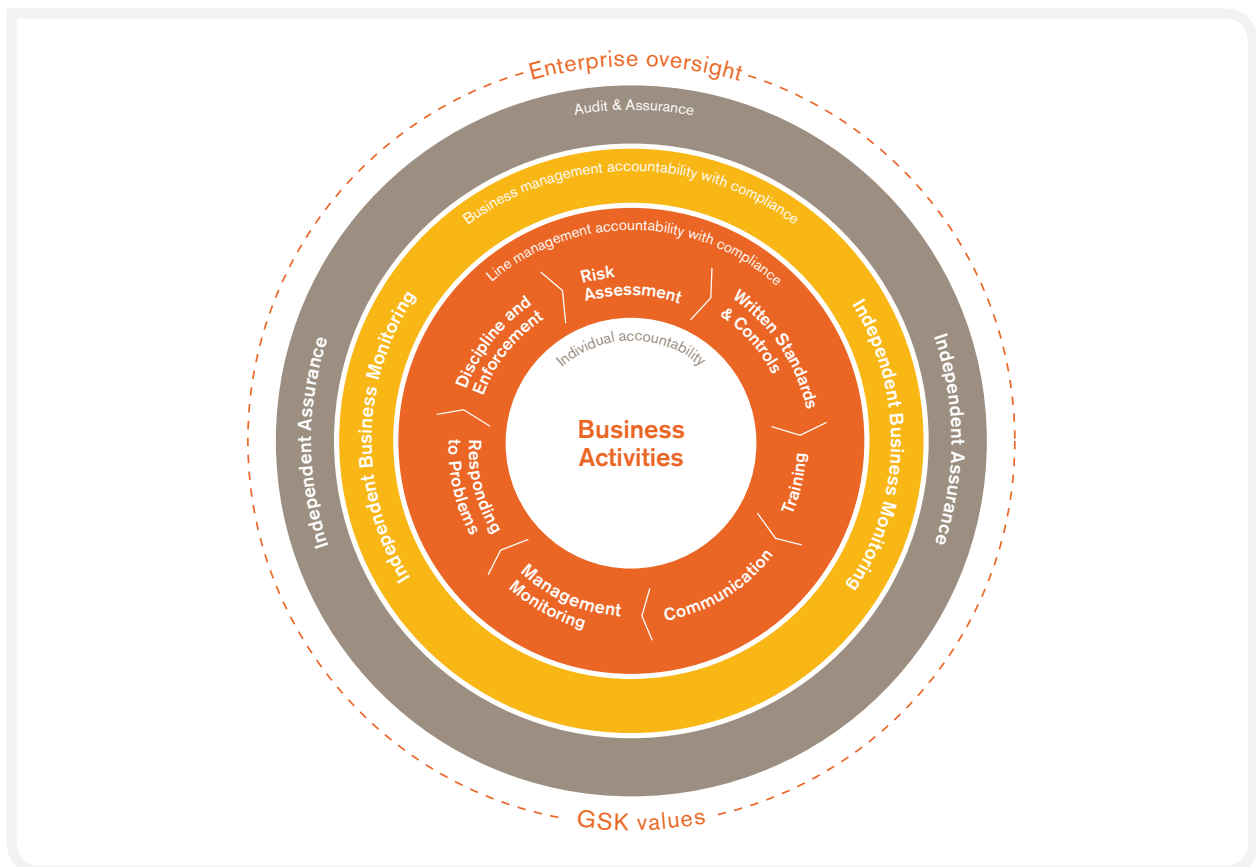 Enterprise oversight
Audit & Assurance
Business management accountability with compliance
Line management accountability with compliance
Risk
Assessment
Written Standards
& Controls
Training
Communication
Management
Monitoring
Responding
to Problems
Discipline and
Enforcement
Individual accountability
Business
Activities
Independent Assurance
Independent Business Monitoring
Independent Business Monitoring
Independent Assurance
GSK values